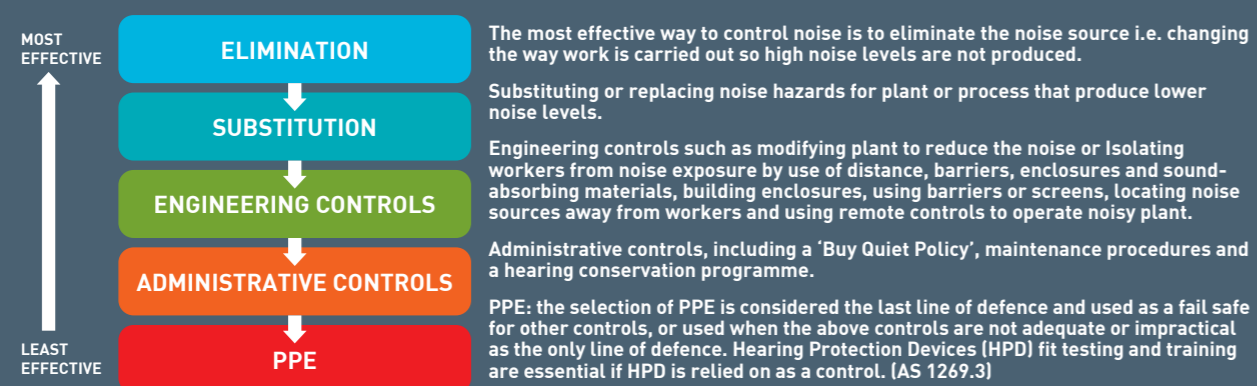 MOST
EFFECTIVE
ELIMINATION
The most effective way to control noise is to eliminate the noise source i.e. changing
the way work is carried out so high noise levels are not produced.
SUBSTITUTION
Substituting or replacing noise hazards for plant or process that produce lower
noise levels.
ENGINEERING CONTROLS
Engineering controls such as modifying plant to reduce the noise or Isolating
workers from noise exposure by use of distance, barriers, enclosures and sound-
absorbing materials, building enclosures, using barriers or screens, locating noise
sources away from workers and using remote controls to operate noisy plant.
ADMINISTRATIVE CONTROLS
Administrative controls, including a ‘Buy Quiet Policy’, maintenance procedures and
a hearing conservation programme.
LEAST
EFFECTIVE
PPE
PPE: the selection of PPE is considered the last line of defence and used as a fail safe
for other controls, or used when the above controls are not adequate or impractical
as the only line of defence. Hearing Protection Devices (HPD) fit testing and training
are essential if HPD is relied on as a control. (AS 1269.3)